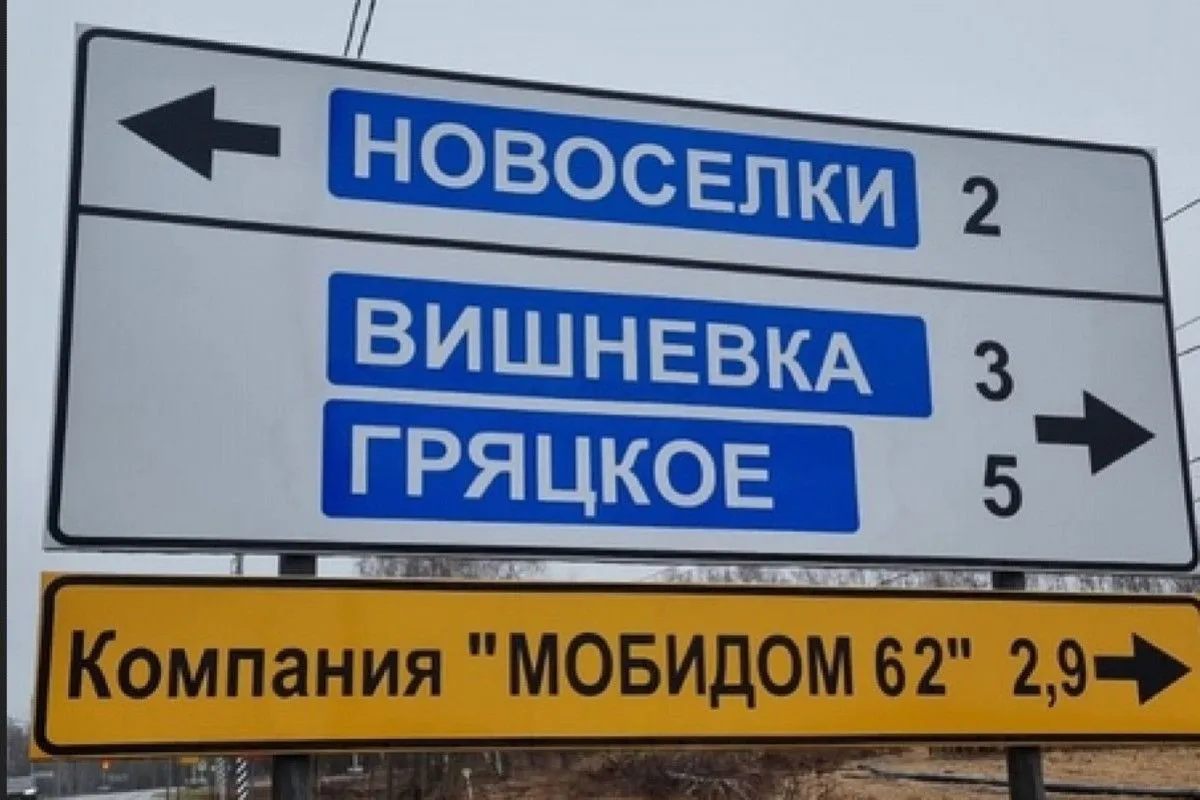 НОВОСЕЛКИ 2
ВИШНЕВКА 3
ГРЯЦКОЕ 5
Компания "МОБИДОМ 62" 2,9